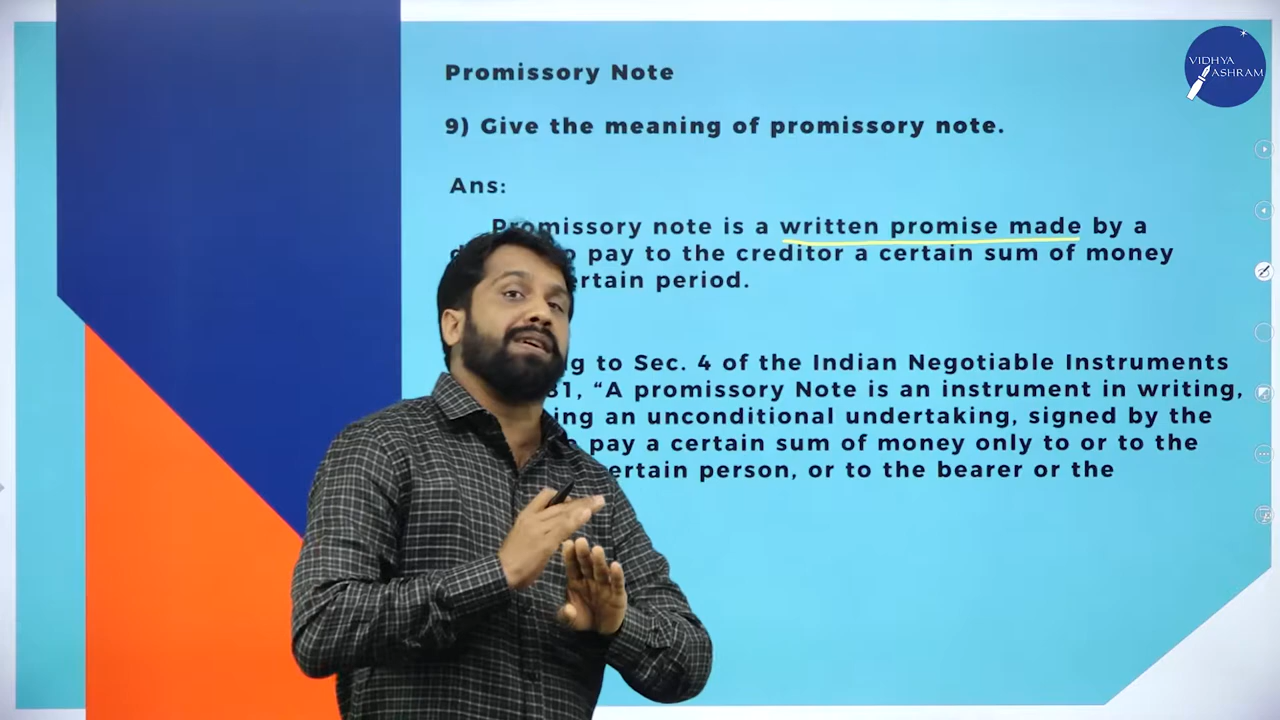 Promissory Note
9) Give the meaning of promissory note.
Ans:
Promissory note is a written promise made by a
pay to the creditor a certain sum of money
period.
to Sec. 4 of the Indian Negotiable Instruments
“A promissory Note is an instrument in writing,
an unconditional undertaking, signed by the
pay a certain sum of money only to or to the
person, or to the bearer or the
VIDHYA
ASHRAM